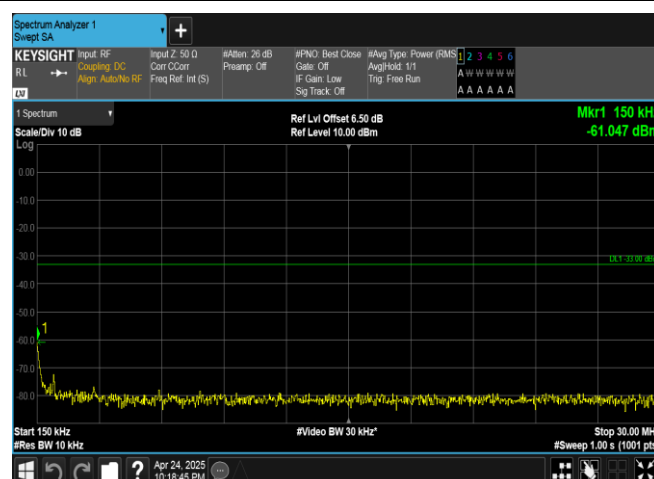 Spectrum Analyzer 1
Swept SA
+
KEYSIGHT Input: RF Input Z: 50 Ω #Atten: 26 dB #PNO: Best Close #Avg Type: Power (RMS 1 2 3 4 5 6
RL Coupling: DC Corr CCorr Preamp: Off Gate: Off Avg|Hold: 1/1 A W W W W W
Align: Auto/No RF Freq Ref: Int (S) IF Gain: Low Trig: Free Run
LXI Sig Track: Off A A A A A A
1 Spectrum Ref Lvl Offset 6.50 dB Mkr1 150 kH
Scale/Div 10 dB Ref Level 10.00 dBm -61.047 dBm
Log
0.00
-10.0
-20.0
-30.0 DL1 -33.00 dB
-40.0
-50.0
1
-60.0
-70.0
-80.0
Start 150 kHz #Video BW 30 kHz* Stop 30.00 MH
#Res BW 10 kHz #Sweep 1.00 s (1001 pts
? Apr 24, 2025
10:18:45 PM